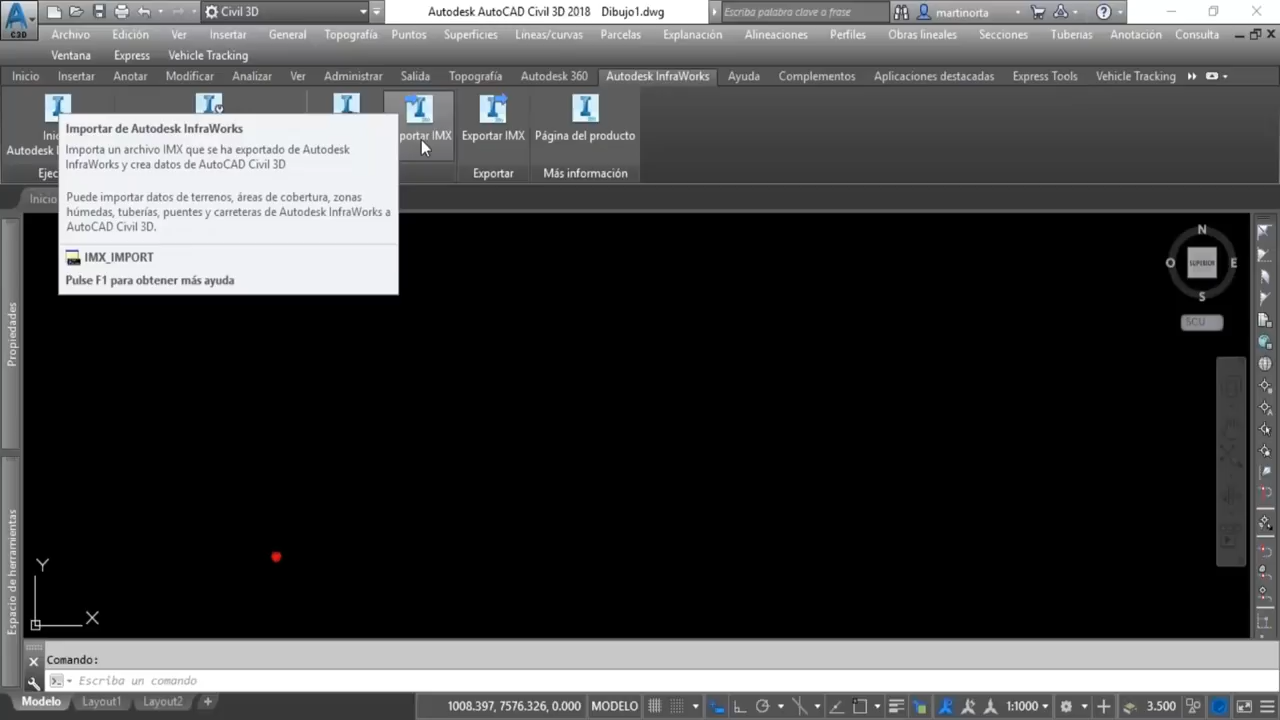 Civil 3D
Autodesk AutoCAD Civil 3D 2018 Dibujo1.dwg
Escriba palabra clave o frase
martinorta
C3D
Archivo Edición Ver Insertar General Topografía Puntos Superficies Líneas/curvas Parcelas Explanación Alineaciones Perfiles Obras lineales Secciones Tuberías Anotación Consulta
Ventana Express Vehicle Tracking
Inicio Insertar Anotar Modificar Analizar Ver Administrar Salida Topografía Autodesk 360 Autodesk InfraWorks Ayuda Complementos Aplicaciones destacadas Express Tools Vehicle Tracking
portar IMX Exportar IMX Página del producto
Exportar Más información
Importar de Autodesk InfraWorks
Importa un archivo IMX que se ha exportado de Autodesk
InfraWorks y crea datos de AutoCAD Civil 3D
Puede importar datos de terrenos, áreas de cobertura, zonas
húmedas, tuberías, puentes y carreteras de Autodesk InfraWorks a
AutoCAD Civil 3D.
IMX_IMPORT
Pulse F1 para obtener más ayuda
Inicio
N
O SUPERIOR E
S
SCU
Propiedades
Espacio de herramientas
Y
X
Comando:
Escriba un comando
Modelo Layout1 Layout2 +
1008.397, 7576.326, 0.000 MODELO 1:1000 3.500